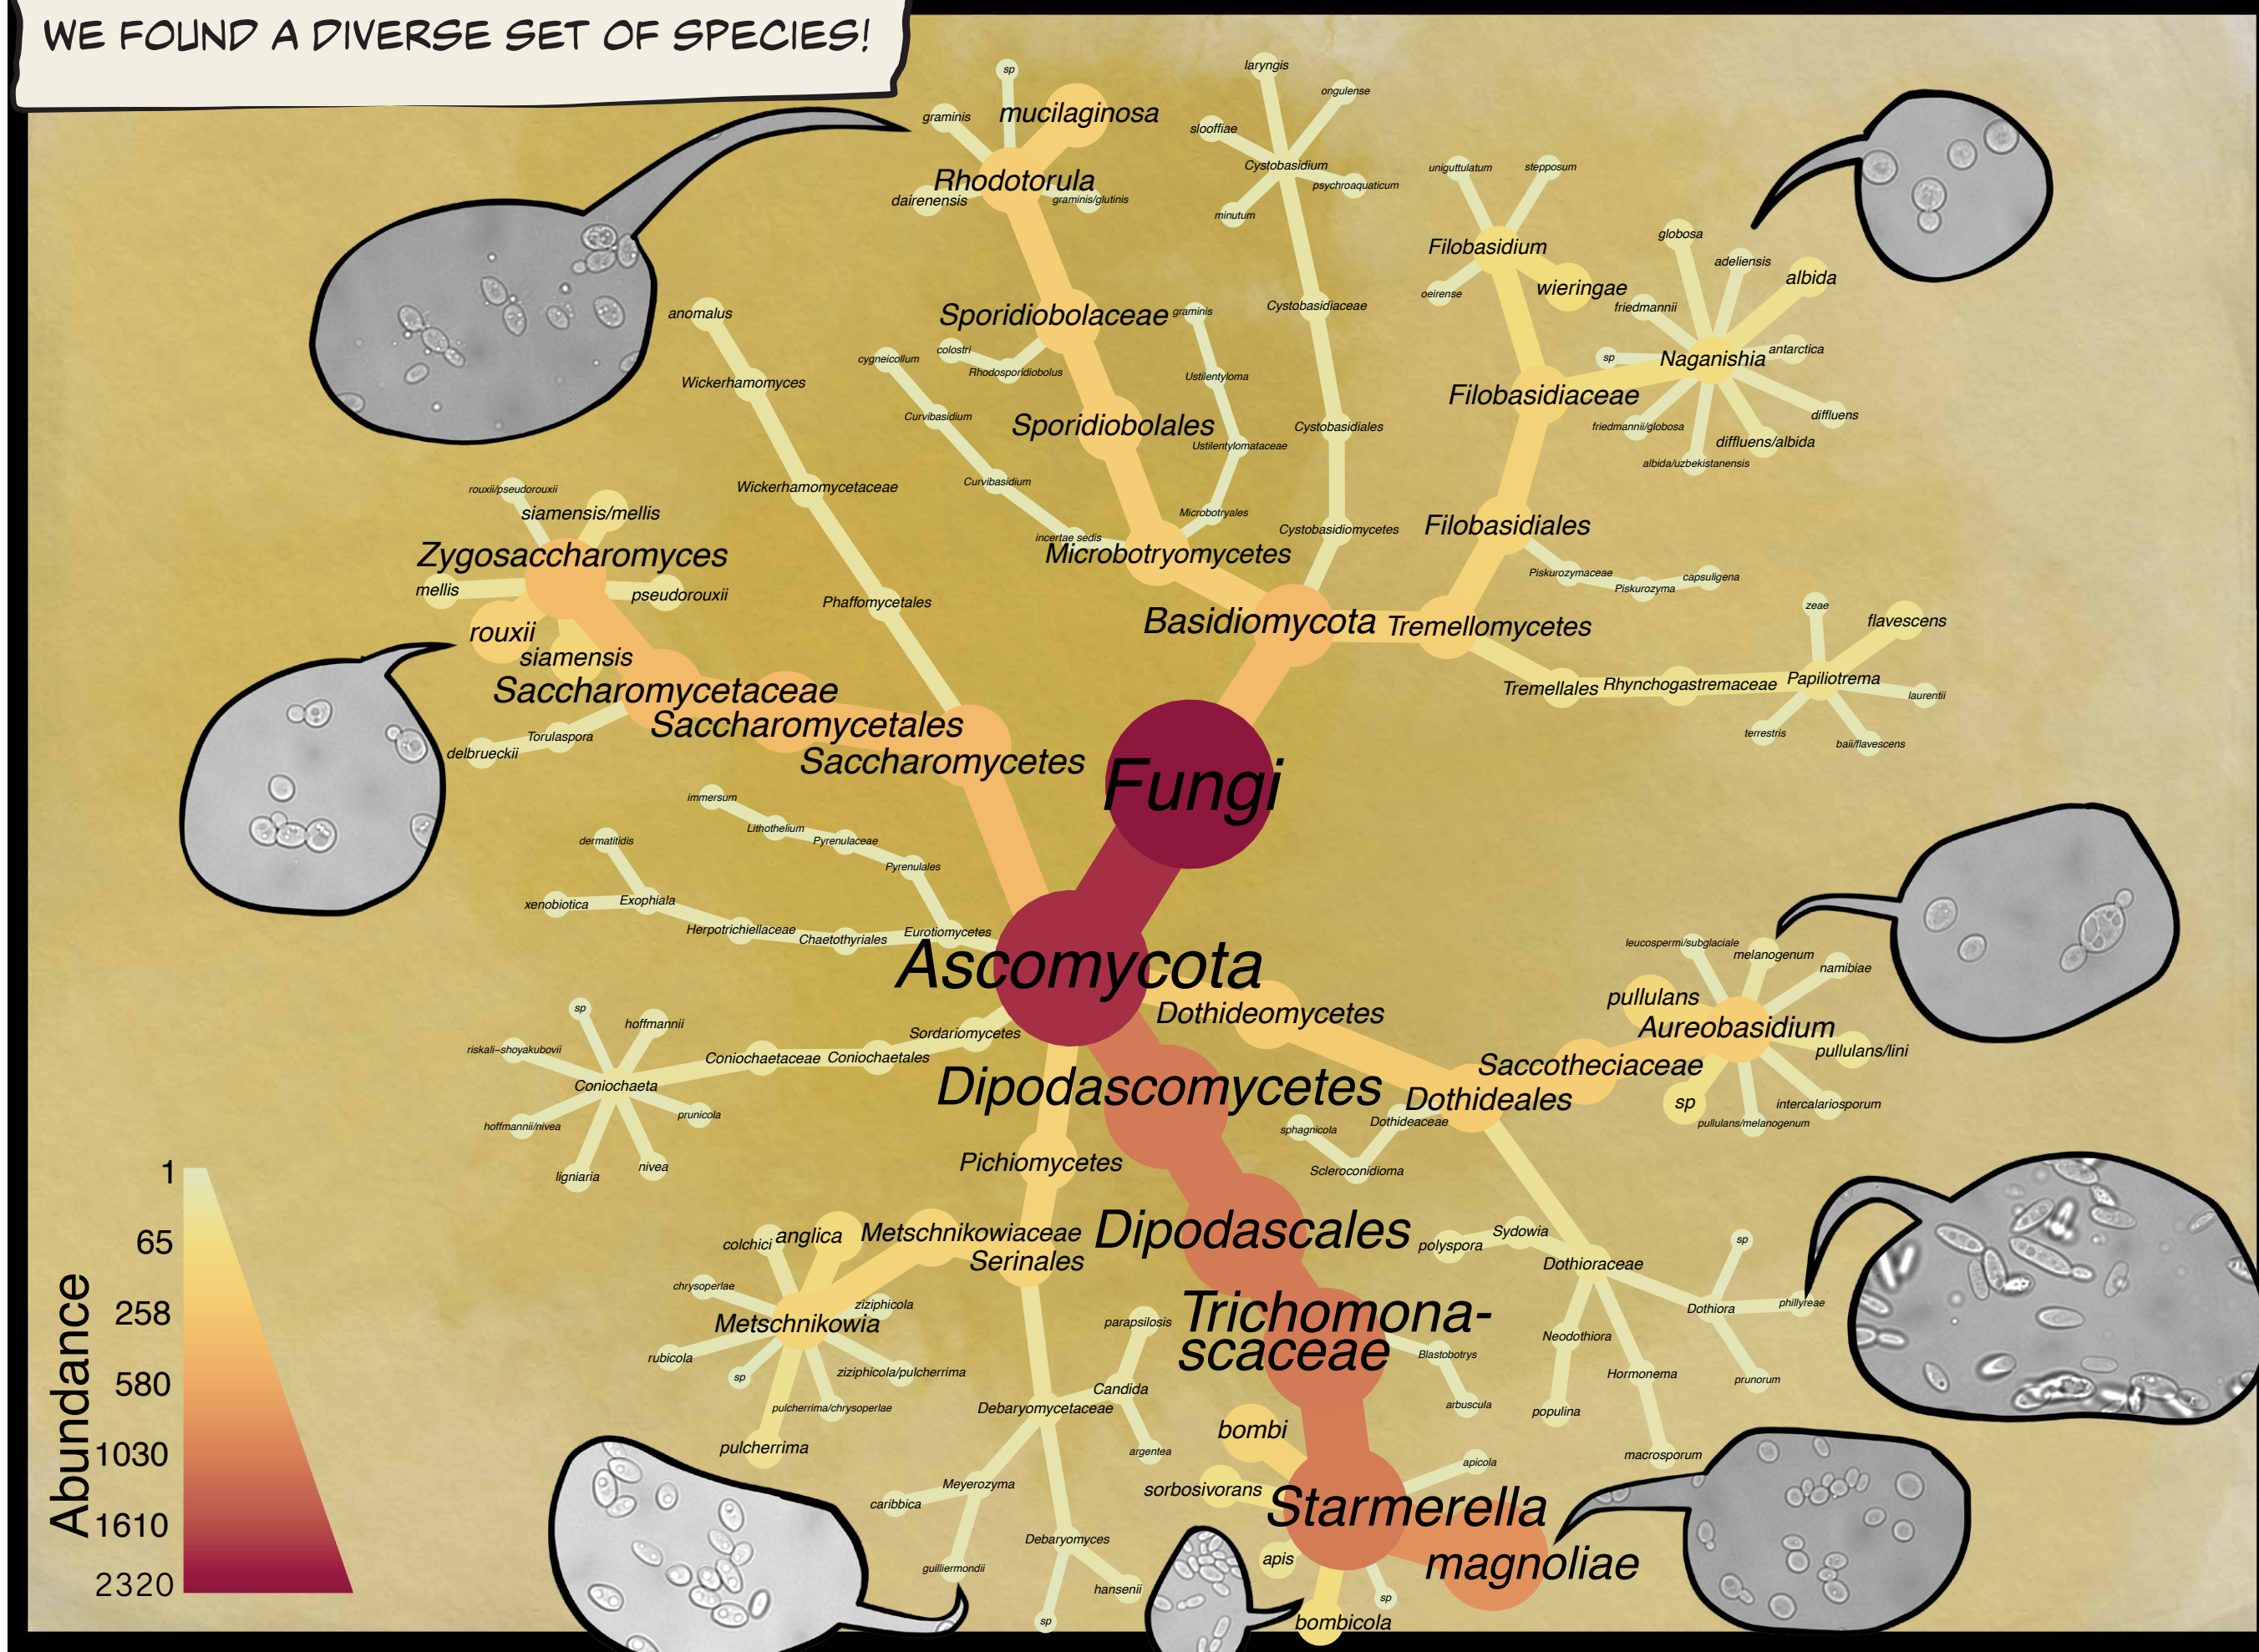 WE FOUND A DIVERSE SET OF SPECIES!
sp
graminis
mucilaginosa
Rhodotorula
dairenensis
graminis/glutinis
laryngis
ongulense
slooffiae
Cystobasidium
psychroaquaticum
minutum
uniguttulatum
stepposum
Filobasidium
wieringae
oeirense
globosa
adeliensis
albida
friedmannii
sp
Naganishia
antarctica
diffluens
friedmannii/globosa
diffluens/albida
albida/uzbekistanensis
anomalus
Wickerhamomyces
Sporidiobolaceae
graminis
Cystobasidiaceae
cygneicollum
colostri
Rhodosporidiobolus
Ustilentyloma
Filobasidiaceae
Curvibasidium
Sporidiobolales
Cystobasidiales
Ustilentylomataceae
Wickerhamomycetaceae
Curvibasidium
Microbotryales
incertae sedis
Microbotryomycetes
Cystobasidiomycetes
Filobasidiales
rouxii/pseudorouxii
siamensis/mellis
Zygosaccharomyces
mellis
pseudorouxii
rouxii
siamensis
Phaffomycetales
Piskurozymaceae
Piskurozyma
capsuligena
Basidiomycota
Tremellomycetes
zeae
flavescens
Tremellales
Rhynchogastremaceae
Papiliotrema
laurentii
terrestris
baii/flavescens
Saccharomycetaceae
Saccharomycetales
Saccharomycetes
Torulaspora
delbrueckii
Fungi
immersum
Lithothelium
Pyrenulaceae
Pyrenulales
dermatitidis
xenobiotica
Exophiala
Herpotrichiellaceae
Chaetothyriales
Eurotiomycetes
Ascomycota
Dothideomycetes
leucospermi/subglaciale
melanogenum
namibiae
pullulans
Aureobasidium
pullulans/lini
Saccotheciaceae
sp
intercalariosporum
pullulans/melanogenum
sp
hoffmannii
Sordariomycetes
riskali–shoyakubovii
Coniochaetaceae
Coniochaetales
Coniochaeta
prunicola
hoffmannii/nivea
nivea
ligniaria
Dipodascomycetes
Dothideales
Dothideaceae
sphagnicola
Scleroconidioma
Pichiomycetes
Dipodascales
colchici
anglica
Metschnikowiaceae
Serinales
chrysoperlae
ziziphicola
Metschnikowia
rubicola
sp
ziziphicola/pulcherrima
pulcherrima/chrysoperlae
pulcherrima
polyspora
Sydowia
Dothioraceae
sp
Dothiora
phillyreae
Neodothiora
Hormonema
prunorum
populina
macrosporum
Trichomona-
scaceae
parapsilosis
Candida
Debaryomycetaceae
argentea
Blastobotrys
arbuscula
bombi
apicola
sorbosivorans
Starmerella
magnoliae
apis
sp
bombicola
Meyerozyma
caribbica
guilliermondii
Debaryomyces
hansenii
sp
Abundance
1
65
258
580
1030
1610
2320